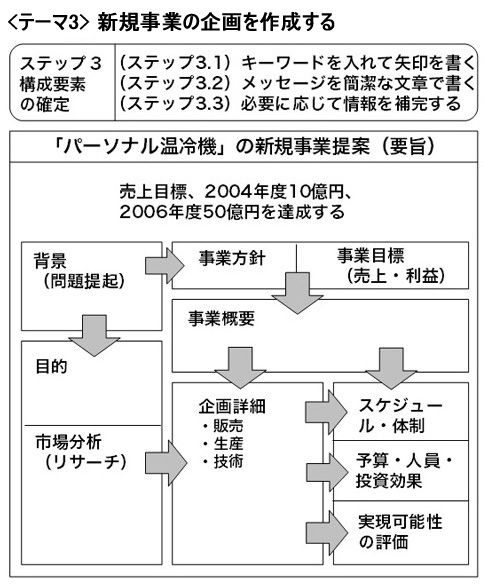 <テーマ3> 新規事業の企画を作成する
ステップ3
構成要素
の確定
(ステップ3.1) キーワードを入れて矢印を書く
(ステップ3.2) メッセージを簡潔な文章で書く
(ステップ3.3) 必要に応じて情報を補完する
「パーソナル温冷機」の新規事業提案(要旨)
売上目標、2004年度10億円、
2006年度50億円を達成する
背景
(問題提起)
事業方針
事業目標
(売上・利益)
事業概要
目的
市場分析
(リサーチ)
企画詳細
・販売
・生産
・技術
スケジュー
ル・体制
予算・人員・
投資効果
実現可能性
の評価